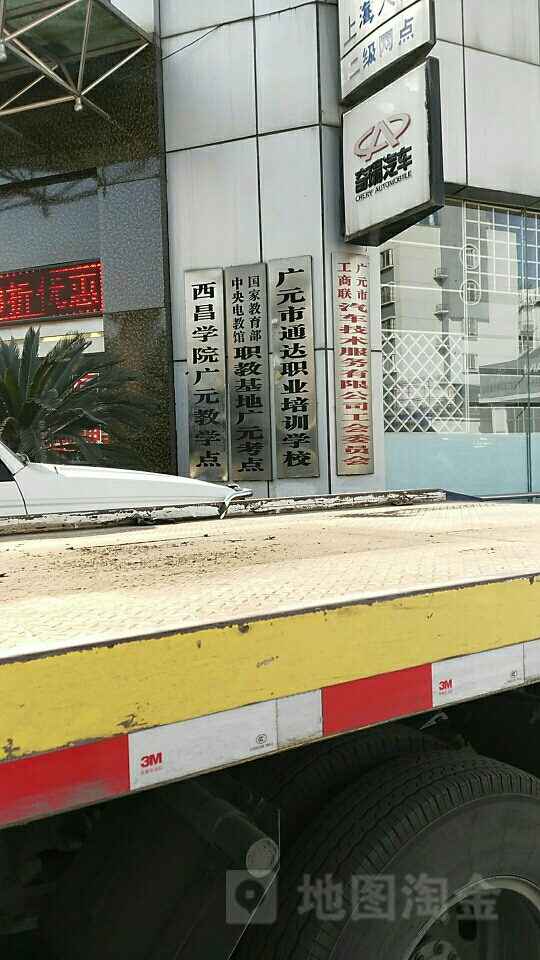 上海大
二级网点
奇瑞汽车
CHERY AUTOMOBILE
西昌学院广元教学点
国家教育部
中央电教馆
职教基地广元考点
广元市通达职业培训学校
广元市
工商联
汽车技术服务有限公司工会委员会
折优惠
3M
3M
地图淘金